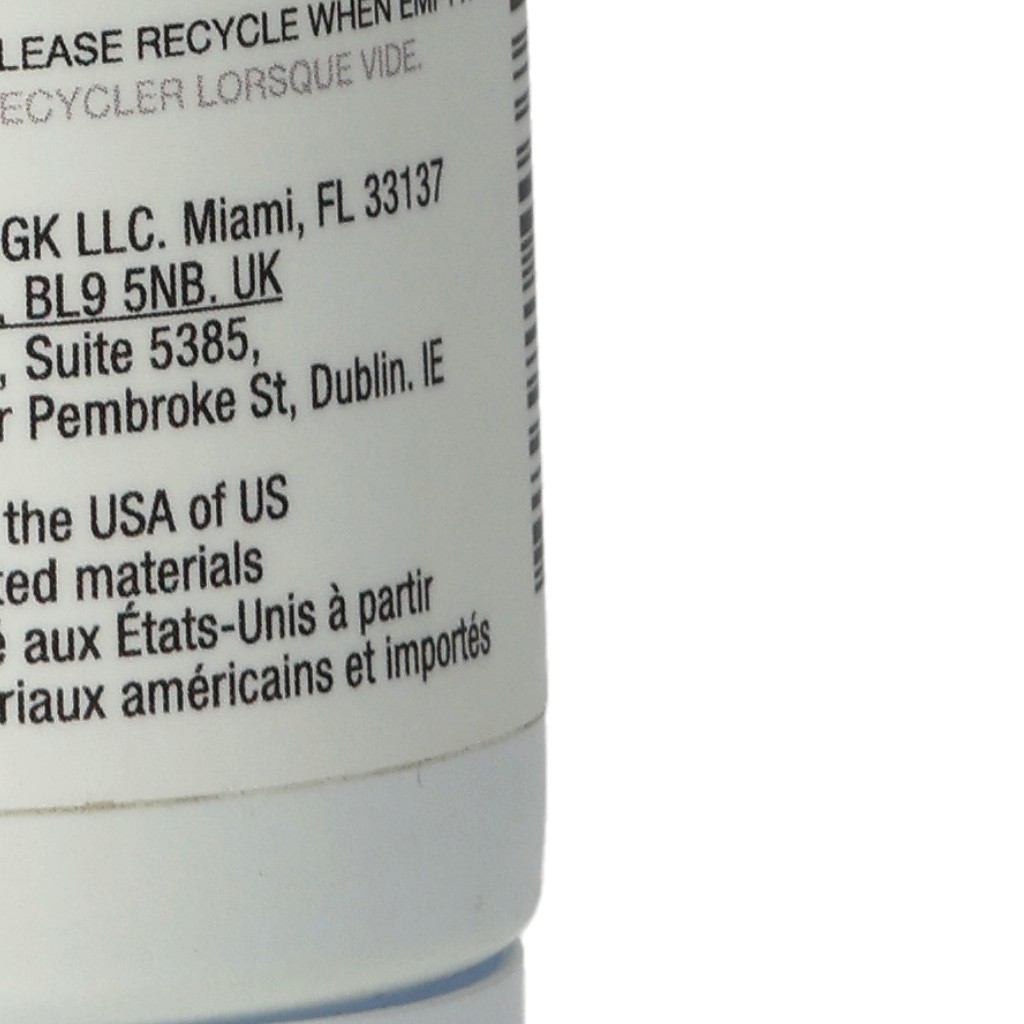 LEASE RECYCLE WHEN
ECYCLER LORSQUE VIDE.
GK LLC. Miami, FL 33137
, BL9 5NB. UK
, Suite 5385,
r Pembroke St, Dublin. IE
the USA of US
ted materials
é aux États-Unis à partir
riaux américains et importés